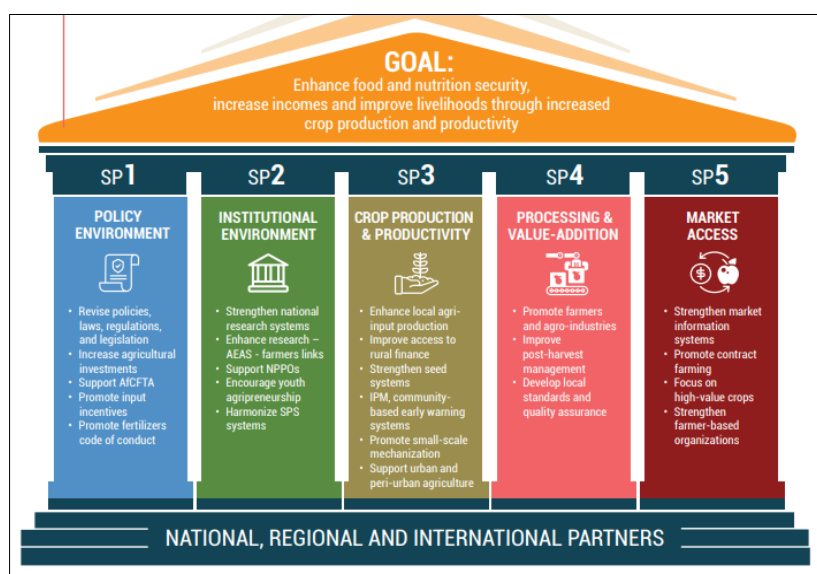 GOAL:
Enhance food and nutrition security,
increase incomes and improve livelihoods through increased
crop production and productivity
SP1
POLICY
ENVIRONMENT
• Revise policies,
laws, regulations,
and legislation
• Increase agricultural
investments
• Support AfCFTA
• Promote input
incentives
• Promote fertilizers
code of conduct
SP2
INSTITUTIONAL
ENVIRONMENT
• Strengthen national
research systems
• Enhance research –
AEAS - farmers links
• Support NPPOs
• Encourage youth
agripreneurship
• Harmonize SPS
systems
SP3
CROP PRODUCTION
& PRODUCTIVITY
• Enhance local agri-
input production
• Improve access to
rural finance
• Strengthen seed
systems
• IPM, community-
based early warning
systems
• Promote small-scale
mechanization
• Support urban and
peri-urban agriculture
SP4
PROCESSING &
VALUE-ADDITION
• Promote farmers
and agro-industries
• Improve
post-harvest
management
• Develop local
standards and
quality assurance
SP5
MARKET
ACCESS
$
• Strengthen market
information
systems
• Promote contract
farming
• Focus on
high-value crops
• Strengthen
farmer-based
organizations
NATIONAL, REGIONAL AND INTERNATIONAL PARTNERS